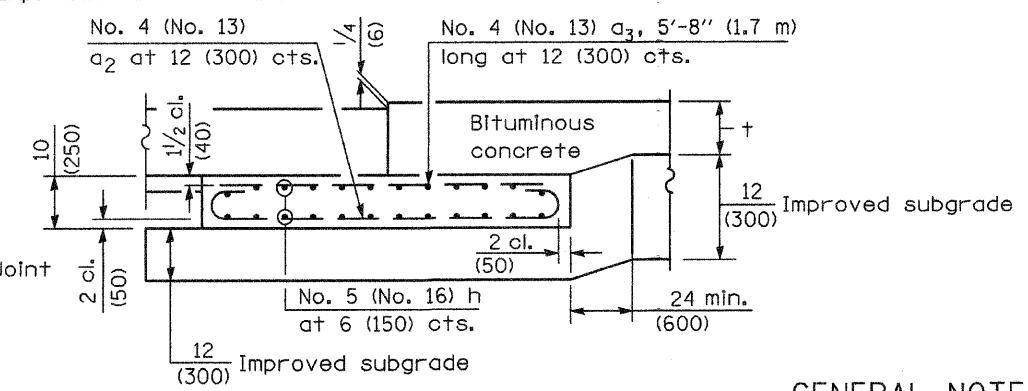 No. 4 (No. 13)
a2 at 12 (300) cts.
1/4
(6)
No. 4 (No. 13) a3, 5'-8" (1.7 m)
long at 12 (300) cts.
10
(250)
1 1/2 cl.
(40)
Bituminous
concrete
t
12
(300)
Improved subgrade
2 cl.
(50)
Joint
2 cl.
(50)
No. 5 (No. 16) h
at 6 (150) cts.
24 min.
(600)
12
(300)
Improved subgrade